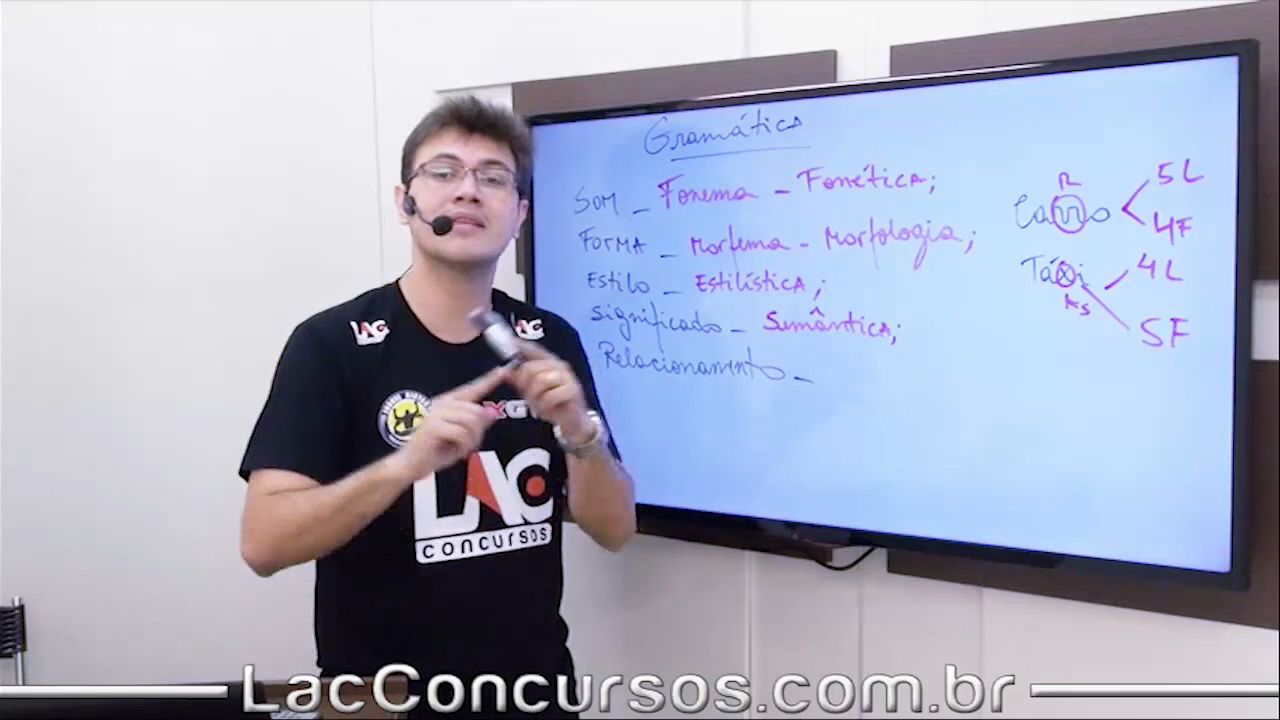 Gramática
SOM - Fonema - Fonética;
FORMA - Morfema - Morfologia;
Estilo - Estilística;
Significado - Semântica;
Relacionamento -
R
Carro
5L
4F
Táxi
4L
KS
5F
LAC
LAC
LAC
CONCURSOS
LacConcursos.com.br